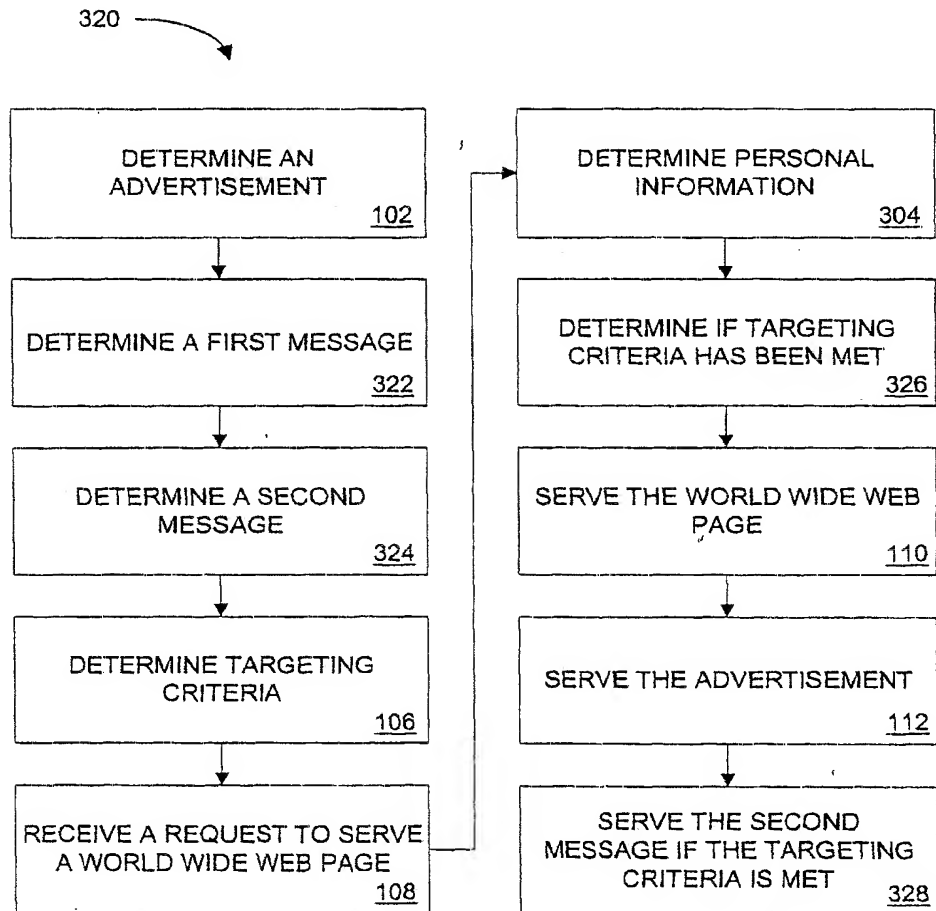 320
DETERMINE AN
ADVERTISEMENT
102
DETERMINE A FIRST MESSAGE
322
DETERMINE A SECOND
MESSAGE
324
DETERMINE TARGETING
CRITERIA
106
RECEIVE A REQUEST TO SERVE
A WORLD WIDE WEB PAGE
108
DETERMINE PERSONAL
INFORMATION
304
DETERMINE IF TARGETING
CRITERIA HAS BEEN MET
326
SERVE THE WORLD WIDE WEB
PAGE
110
SERVE THE ADVERTISEMENT
112
SERVE THE SECOND
MESSAGE IF THE TARGETING
CRITERIA IS MET
328